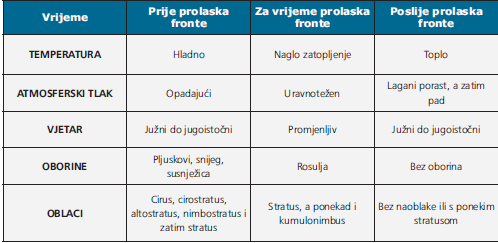 Vrijeme
Prije prolaska
fronte
Za vrijeme prolaska
fronte
Poslije prolaska
fronte
TEMPERATURA
Hladno
Naglo zatopljenje
Toplo
ATMOSFERSKI TLAK
Opadajući
Uravnotežen
Lagani porast, a zatim
pad
VJETAR
Južni do jugoistočni
Promjenljiv
Južni do jugoistočni
OBORINE
Pljuskovi, snijeg,
susnježica
Rosulja
Bez oborina
OBLACI
Cirus, cirostratus,
altostratus, nimbostratus i
zatim stratus
Stratus, a ponekad i
kumulonimbus
Bez naoblake ili s ponekim
stratusom